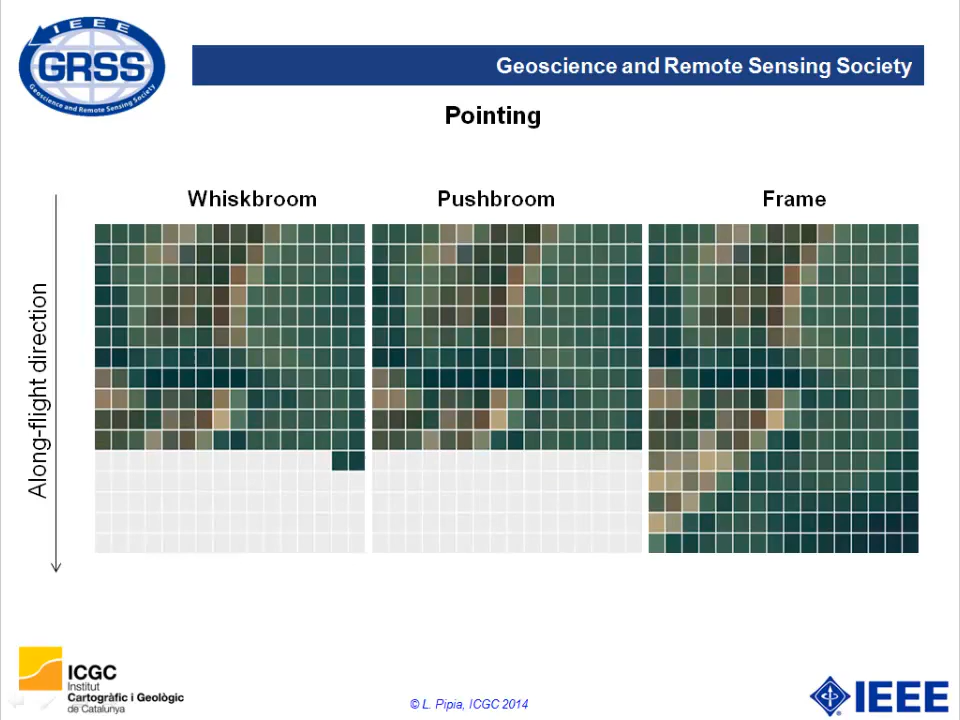 IEEE
GRSS
Geoscience and Remote Sensing Society
Geoscience and Remote Sensing Society
Pointing
Whiskbroom
Pushbroom
Frame
Along-flight direction
ICGC
Institut
Cartogràfic i Geològic
de Catalunya
© L. Pipia, ICGC 2014
IEEE